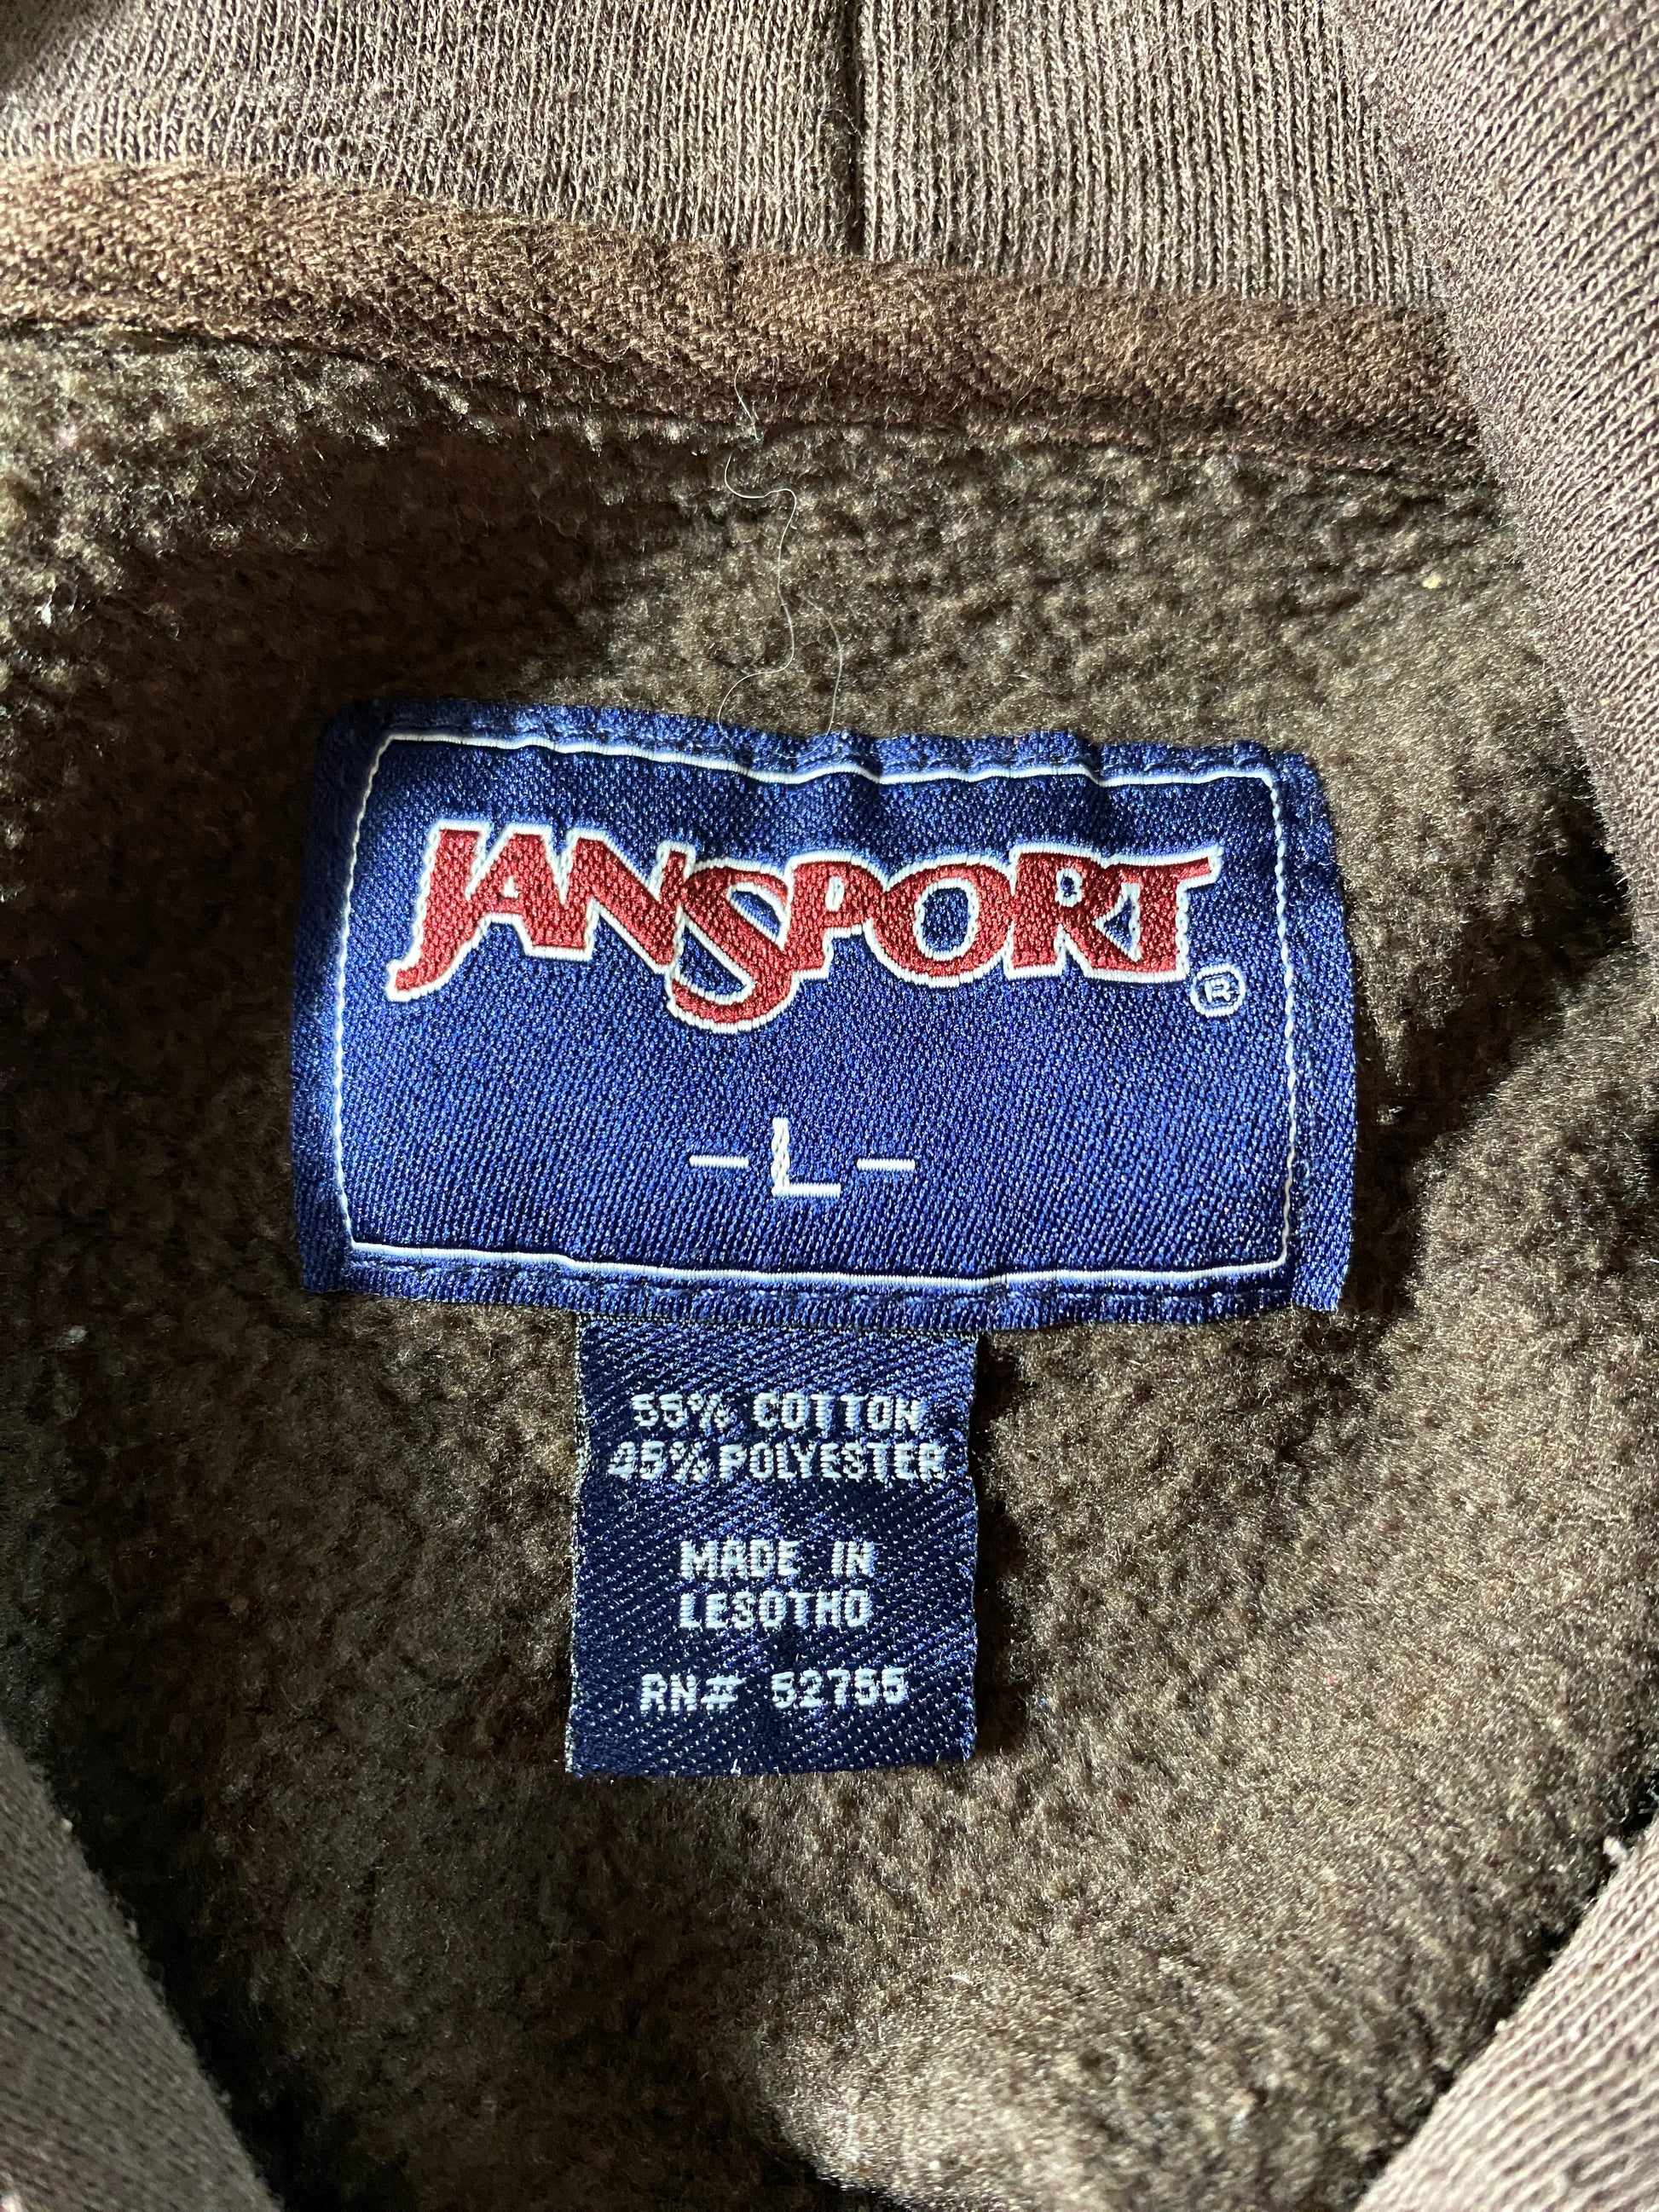 JANSPORT®
-L-
55% COTTON
45% POLYESTER
MADE IN
LESOTHO
RN# 52755